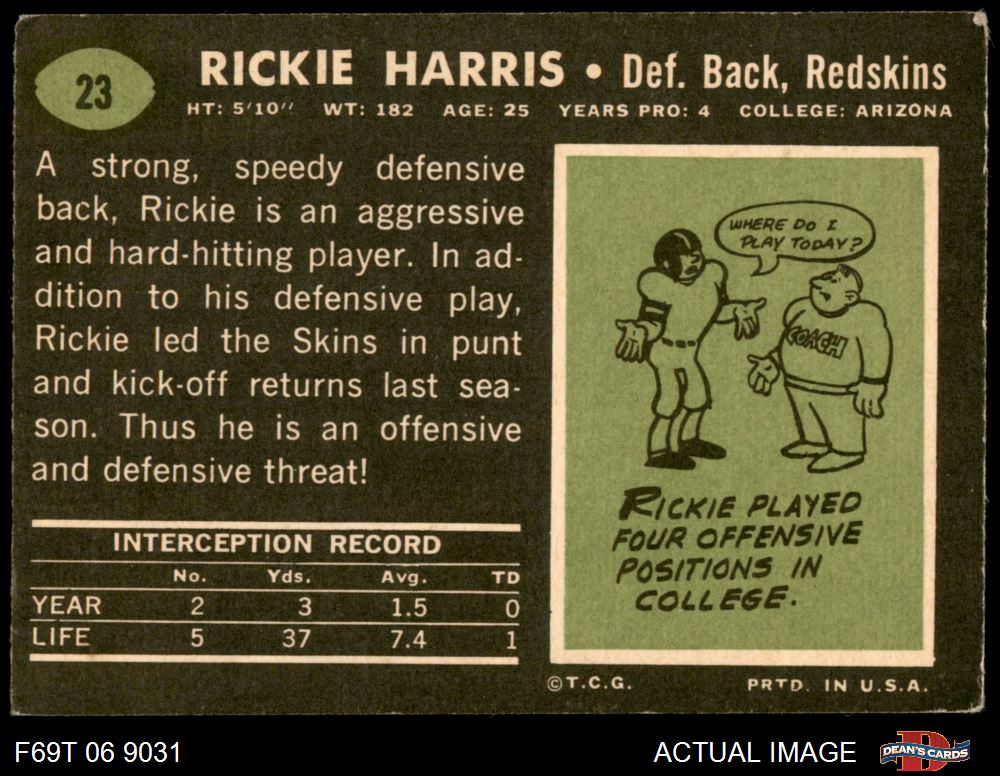 23
RICKIE HARRIS • Def. Back, Redskins
HT: 5'10" WT: 182 AGE: 25 YEARS PRO: 4 COLLEGE: ARIZONA
A strong, speedy defensive
back, Rickie is an aggressive
and hard-hitting player. In ad-
dition to his defensive play,
Rickie led the Skins in punt
and kick-off returns last sea-
son. Thus he is an offensive
and defensive threat!
INTERCEPTION RECORD
No. Yds. Avg. TD
YEAR 2 3 1.5 0
LIFE 5 37 7.4 1
WHERE DO I
PLAY TODAY?
COACH
RICKIE PLAYED
FOUR OFFENSIVE
POSITIONS IN
COLLEGE.
©T.C.G. PRTD. IN U.S.A.
F69T 06 9031
ACTUAL IMAGE
D
DEAN'S CARDS